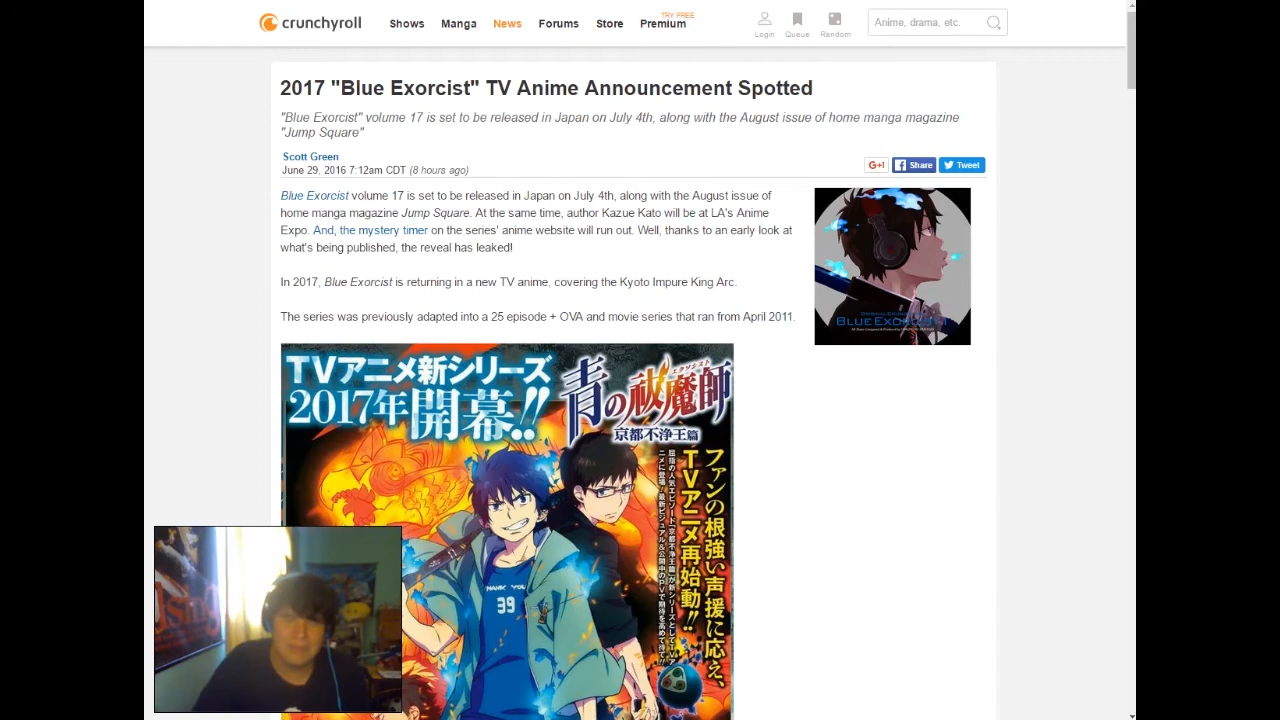 crunchyroll
Shows Manga News Forums Store Premium
TRY FREE
Login Queue Random
Anime, drama, etc.
2017 "Blue Exorcist" TV Anime Announcement Spotted
"Blue Exorcist" volume 17 is set to be released in Japan on July 4th, along with the August issue of home manga magazine
"Jump Square"
Scott Green
June 29, 2016 7:12am CDT (8 hours ago)
G+1 Share Tweet
Blue Exorcist volume 17 is set to be released in Japan on July 4th, along with the August issue of
home manga magazine Jump Square. At the same time, author Kazue Kato will be at LA's Anime
Expo. And, the mystery timer on the series' anime website will run out. Well, thanks to an early look at
what's being published, the reveal has leaked!
In 2017, Blue Exorcist is returning in a new TV anime, covering the Kyoto Impure King Arc.
The series was previously adapted into a 25 episode + OVA and movie series that ran from April 2011.
BLUE EXORCIST
TVアニメ新シリーズ
2017年開幕!!
エクソシスト
青の祓魔師
京都不浄王篇
ファンの根強い声援に応え、
TVアニメ再始動!!
39